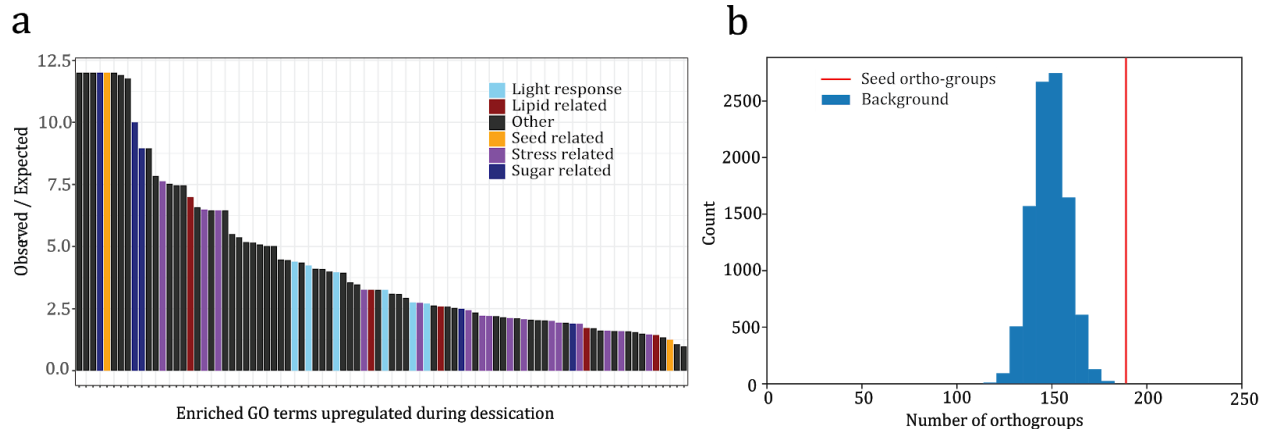 a
b
12.5
10.0
7.5
5.0
2.5
0.0
Observed / Expected
Light response
Lipid related
Other
Seed related
Stress related
Sugar related
Enriched GO terms upregulated during dessication
2500
2000
1500
1000
500
0
Count
Seed ortho-groups
Background
0 50 100 150 200 250
Number of orthogroups